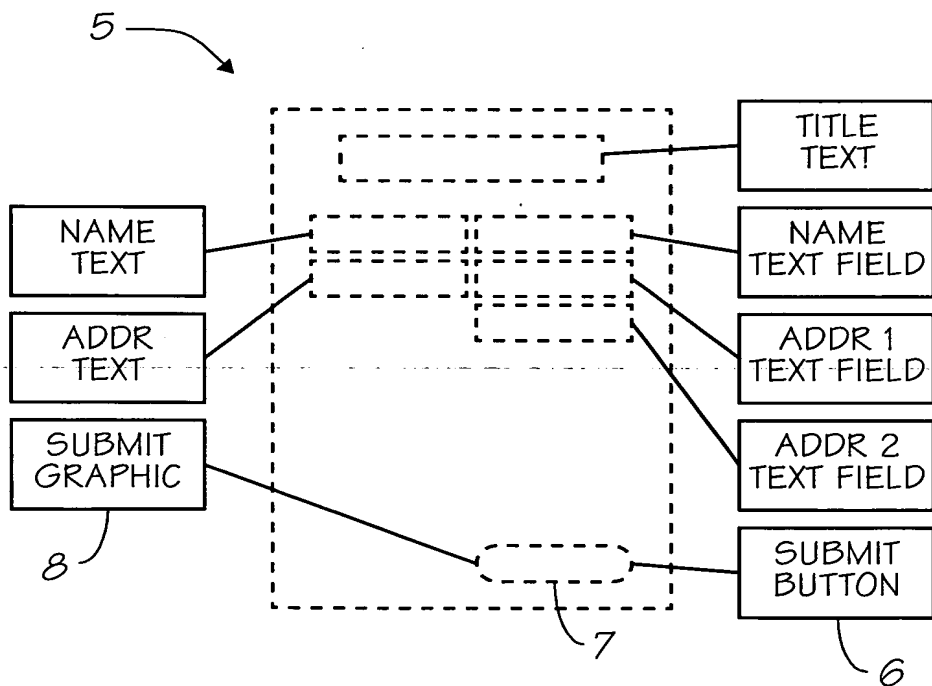 5
TITLE
TEXT
NAME
TEXT
NAME
TEXT FIELD
ADDR
TEXT
ADDR 1
TEXT FIELD
SUBMIT
GRAPHIC
ADDR 2
TEXT FIELD
SUBMIT
BUTTON
8
7
6